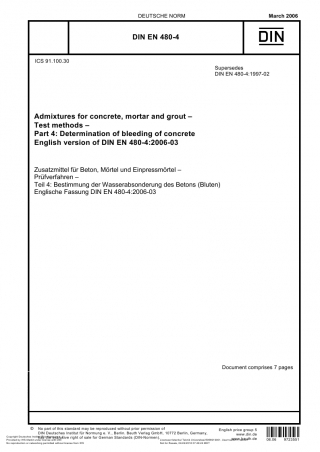 DEUTSCHE NORM
March 2006
DIN EN 480-4
DIN
ICS 91.100.30
Supersedes
DIN EN 480-4:1997-02
Admixtures for concrete, mortar and grout –
Test methods –
Part 4: Determination of bleeding of concrete
English version of DIN EN 480-4:2006-03
Zusatzmittel für Beton, Mörtel und Einpressmörtel –
Prüfverfahren –
Teil 4: Bestimmung der Wasserabsonderung des Betons (Bluten)
Englische Fassung DIN EN 480-4:2006-03
Document comprises 7 pages
© No part of this standard may be reproduced without prior permission of
DIN Deutsches Institut für Normung e. V., Berlin. Beuth Verlag GmbH, 10772 Berlin, Germany,
has the exclusive right of sale for German Standards (DIN-Normen).
English price group 6
www.din.de
www.beuth.de